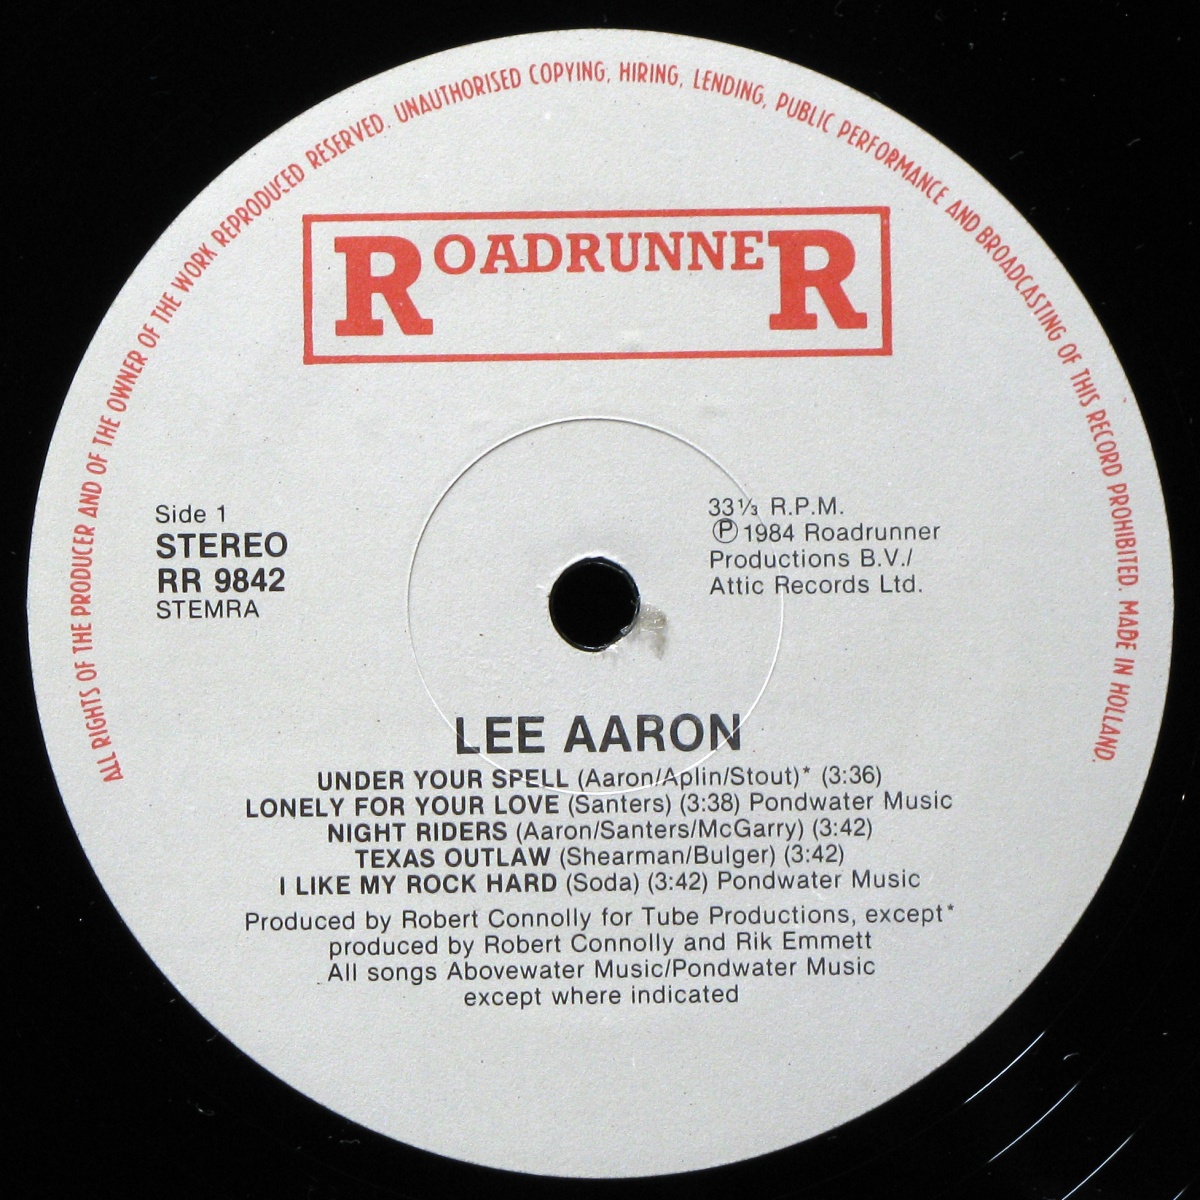 ALL RIGHTS OF THE PRODUCER AND OF THE OWNER OF THE WORK REPRODUCED RESERVED. UNAUTHORISED COPYING, HIRING, LENDING, PUBLIC PERFORMANCE AND BROADCASTING OF THIS RECORD PROHIBITED. MADE IN HOLLAND.
ROADRUNNER
Side 1
STEREO
RR 9842
STEMRA
33⅓ R.P.M.
Ⓟ 1984 Roadrunner
Productions B.V./
Attic Records Ltd.
LEE AARON
UNDER YOUR SPELL (Aaron/Aplin/Stout)* (3:36)
LONELY FOR YOUR LOVE (Santers) (3:38) Pondwater Music
NIGHT RIDERS (Aaron/Santers/McGarry) (3:42)
TEXAS OUTLAW (Shearman/Bulger) (3:42)
I LIKE MY ROCK HARD (Soda) (3:42) Pondwater Music
Produced by Robert Connolly for Tube Productions, except*
produced by Robert Connolly and Rik Emmett
All songs Abovewater Music/Pondwater Music
except where indicated